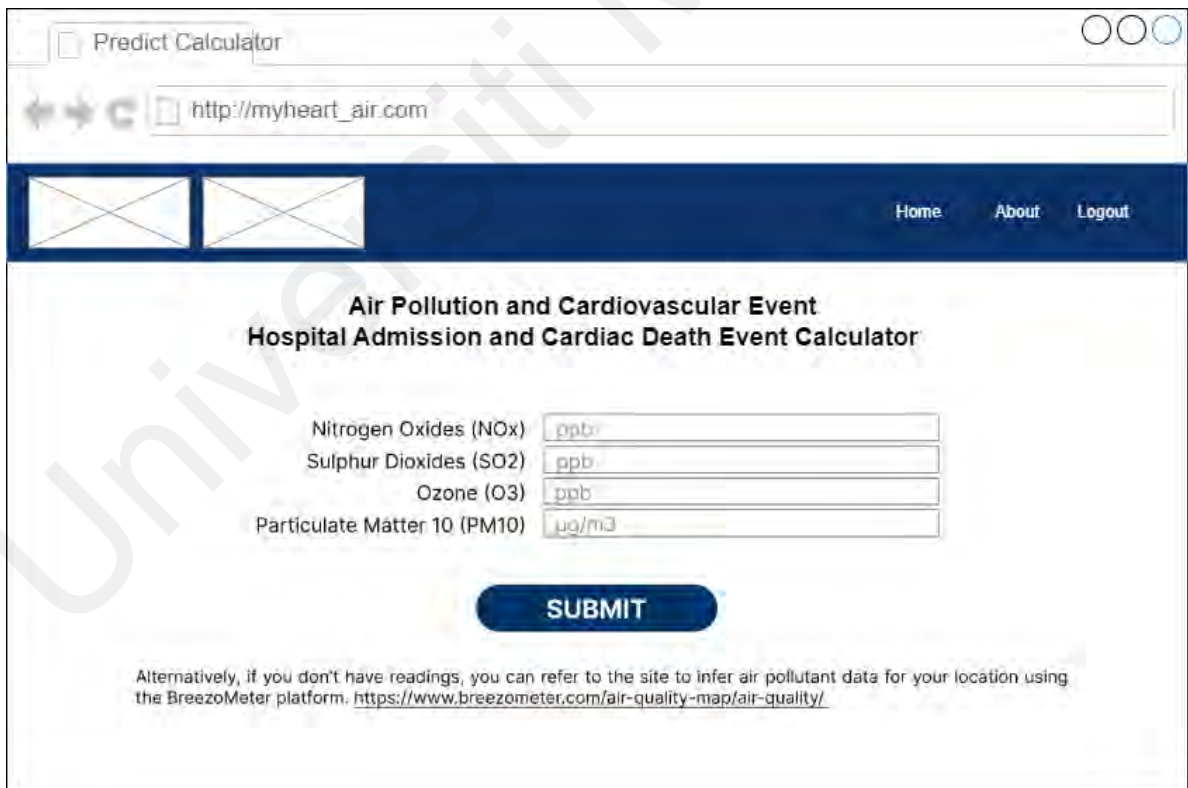 Predict Calculator
http://myheart_air.com
Home About Logout
Air Pollution and Cardiovascular Event
Hospital Admission and Cardiac Death Event Calculator
Nitrogen Oxides (NOx) ppb
Sulphur Dioxides (SO2) ppb
Ozone (O3) ppb
Particulate Matter 10 (PM10) µg/m3
SUBMIT
Alternatively, if you don't have readings, you can refer to the site to infer air pollutant data for your location using
the BreezoMeter platform. https://www.breezometer.com/air-quality-map/air-quality/
Universiti